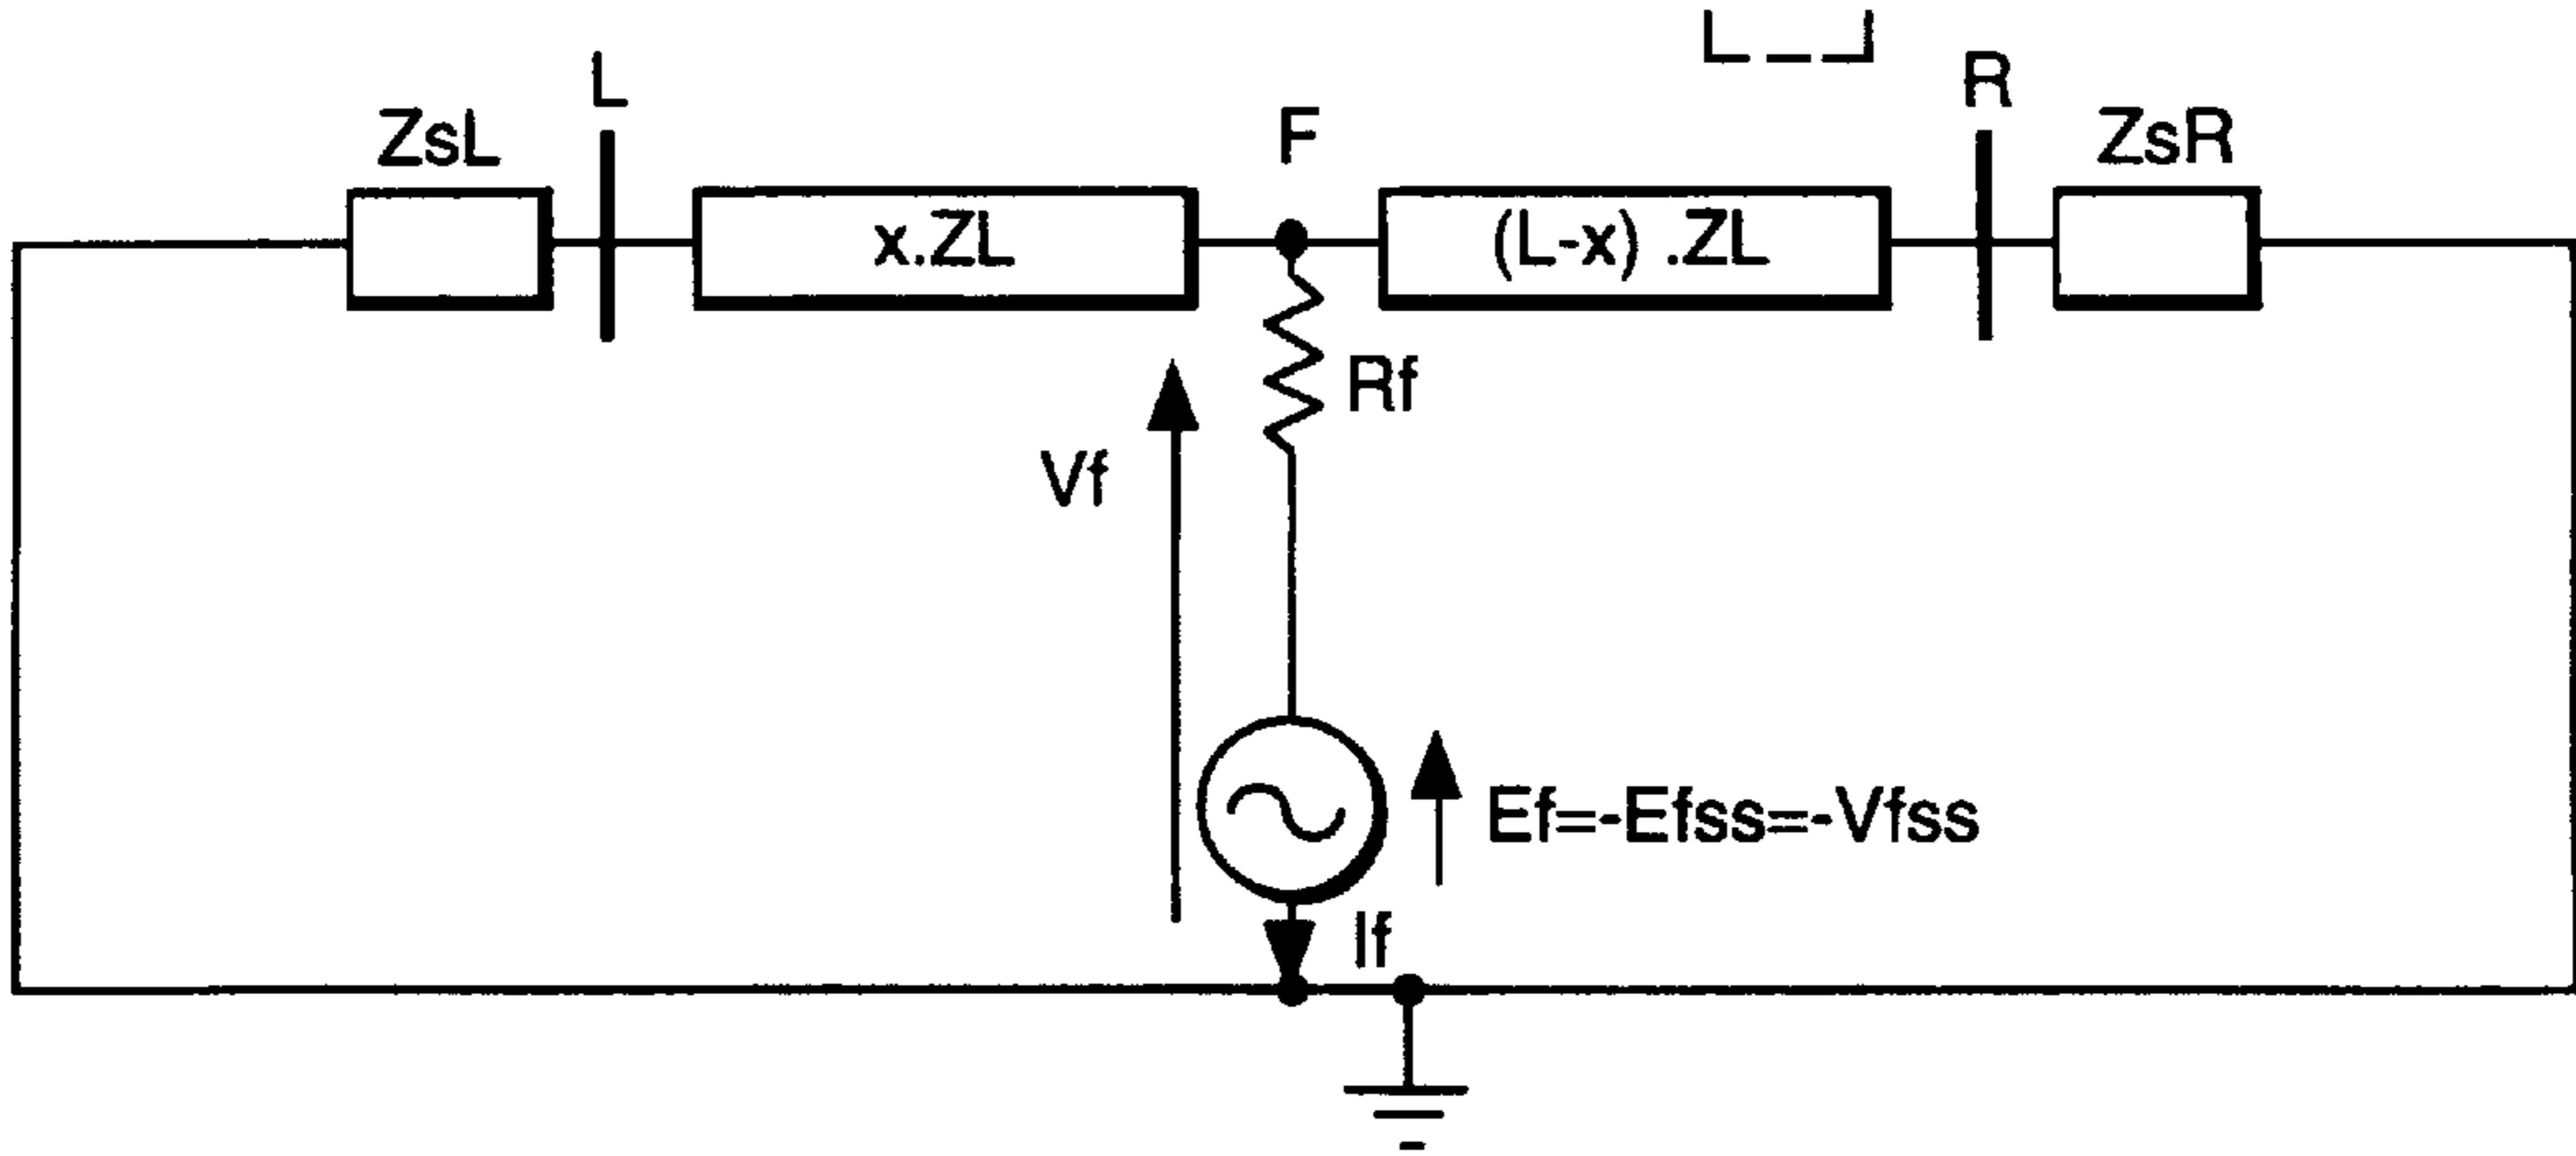 L
R
ZsL
F
ZsR
x.ZL
(L-x) .ZL
Rf
Vf
Ef=-Efss=-Vfss
If